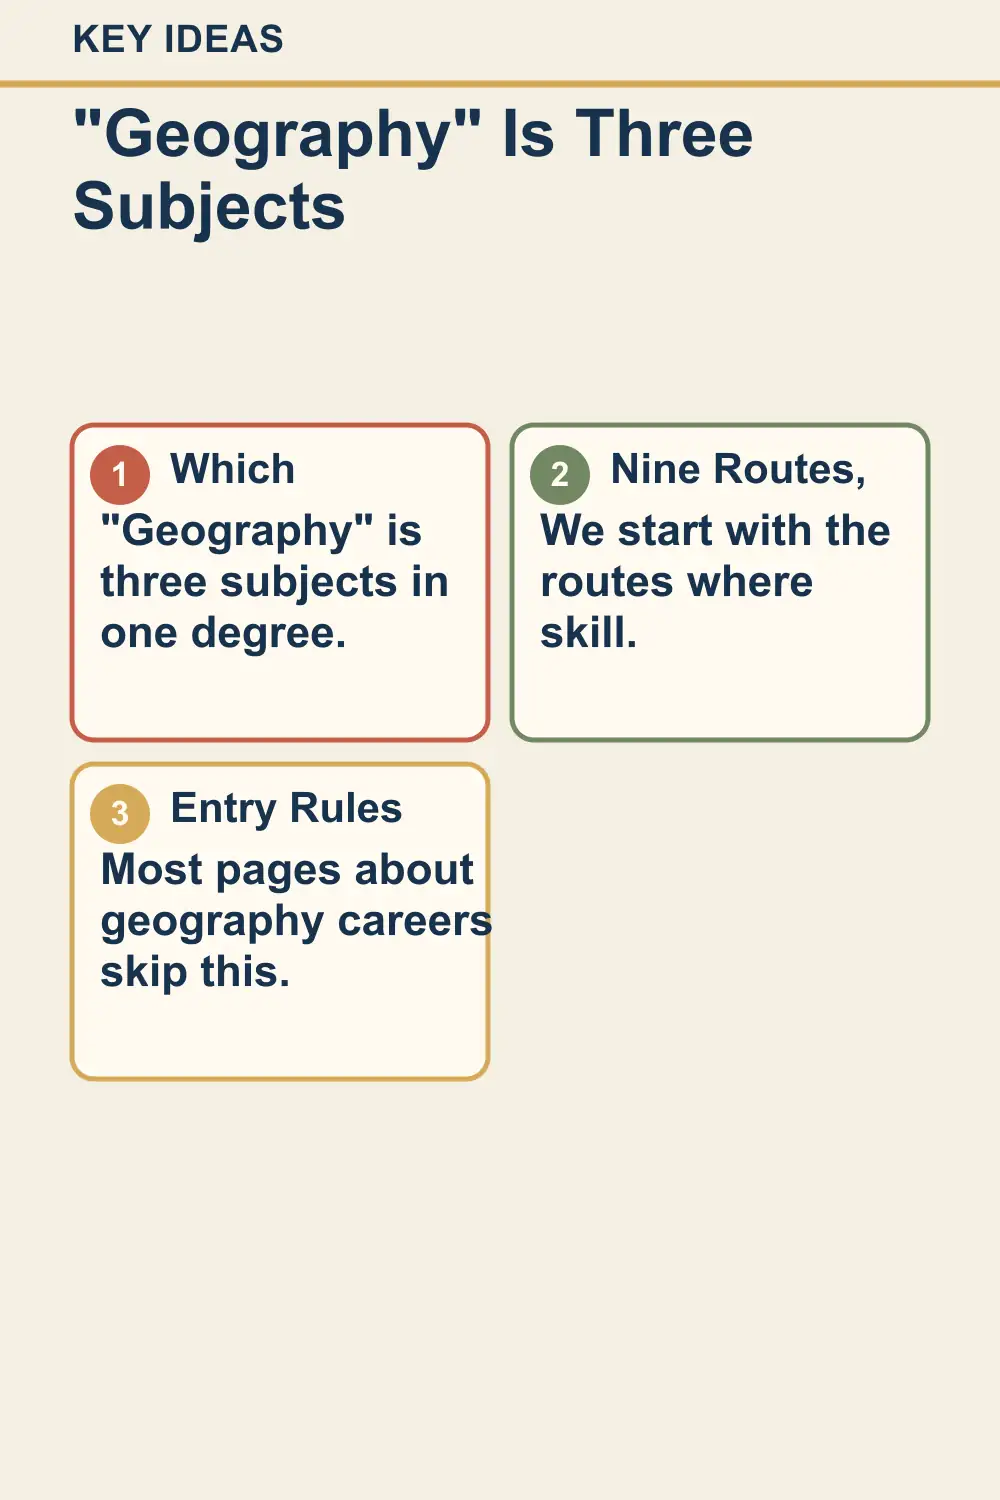 KEY IDEAS
"Geography" Is Three
Subjects
1 Which
"Geography" is
three subjects in
one degree.
2 Nine Routes,
We start with the
routes where
skill.
3 Entry Rules
Most pages about
geography careers
skip this.